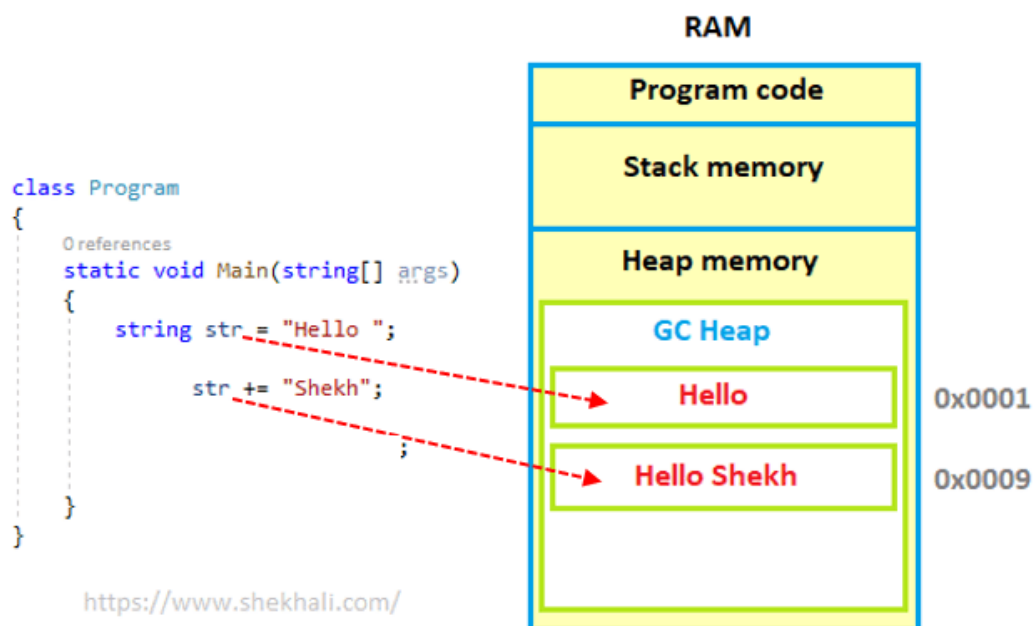 class Program
{
0 references
static void Main(string[] args)
{
string str = "Hello ";
str += "Shekh";
;
}
}
https://www.shekhali.com/
RAM
Program code
Stack memory
Heap memory
GC Heap
Hello
0x0001
Hello Shekh
0x0009